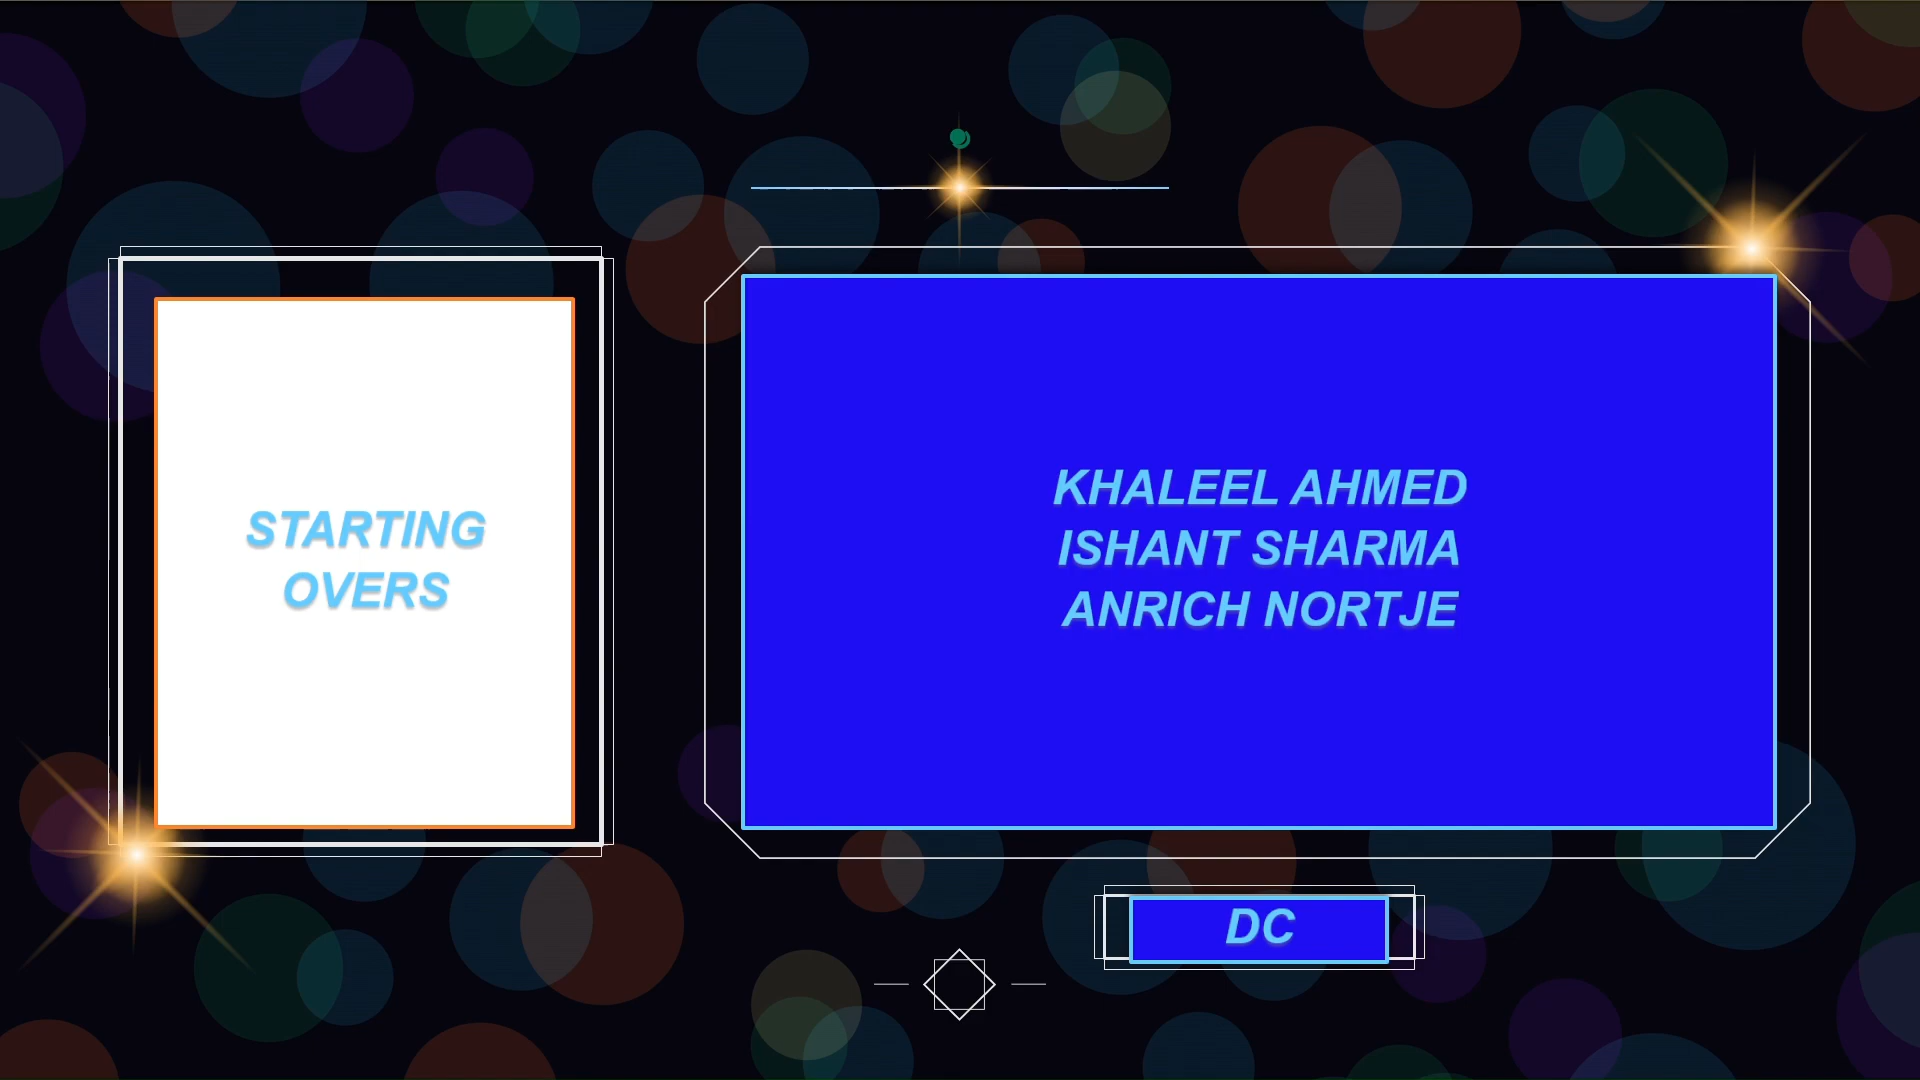 STARTING
OVERS
KHALEEL AHMED
ISHANT SHARMA
ANRICH NORTJE
DC